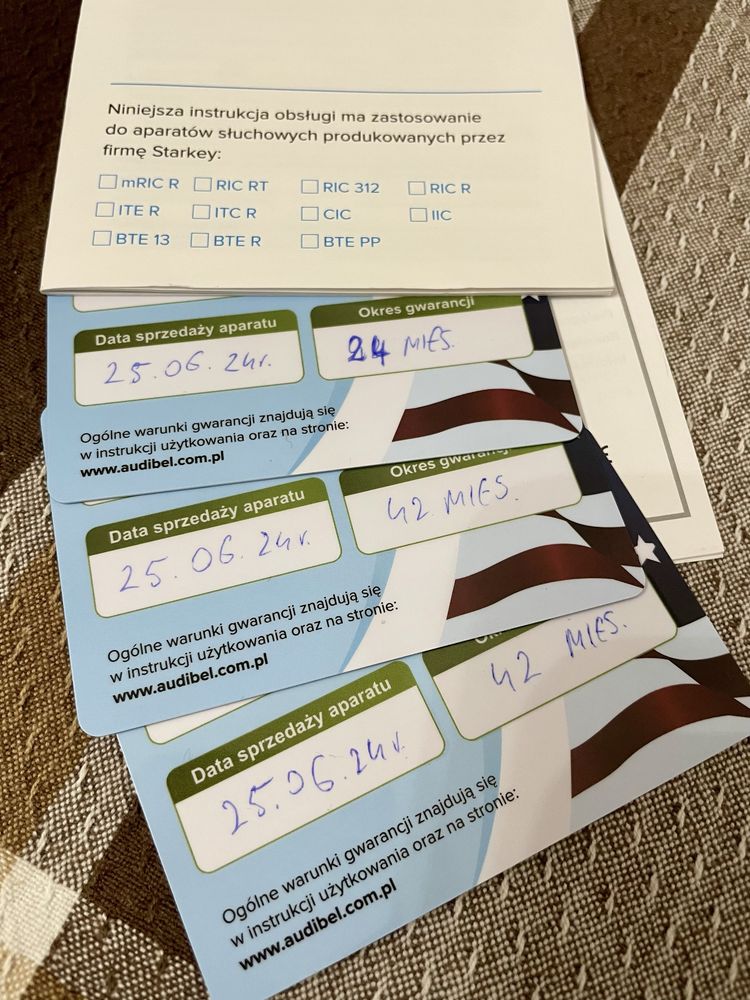 Niniejsza instrukcja obsługi ma zastosowanie
do aparatów słuchowych produkowanych przez
firmę Starkey:
mRIC R RIC RT RIC 312 RIC R
ITE R ITC R CIC IIC
BTE 13 BTE R BTE PP
Data sprzedaży aparatu Okres gwarancji
25.06.24r. 24 MIES.
Ogólne warunki gwarancji znajdują się
w instrukcji użytkowania oraz na stronie:
www.audibel.com.pl
Data sprzedaży aparatu Okres gwarancji
25.06.24r. 42 MIES.
Ogólne warunki gwarancji znajdują się
w instrukcji użytkowania oraz na stronie:
www.audibel.com.pl
Data sprzedaży aparatu
25.06.24r. 42 MIES.
Ogólne warunki gwarancji znajdują się
w instrukcji użytkowania oraz na stronie:
www.audibel.com.pl